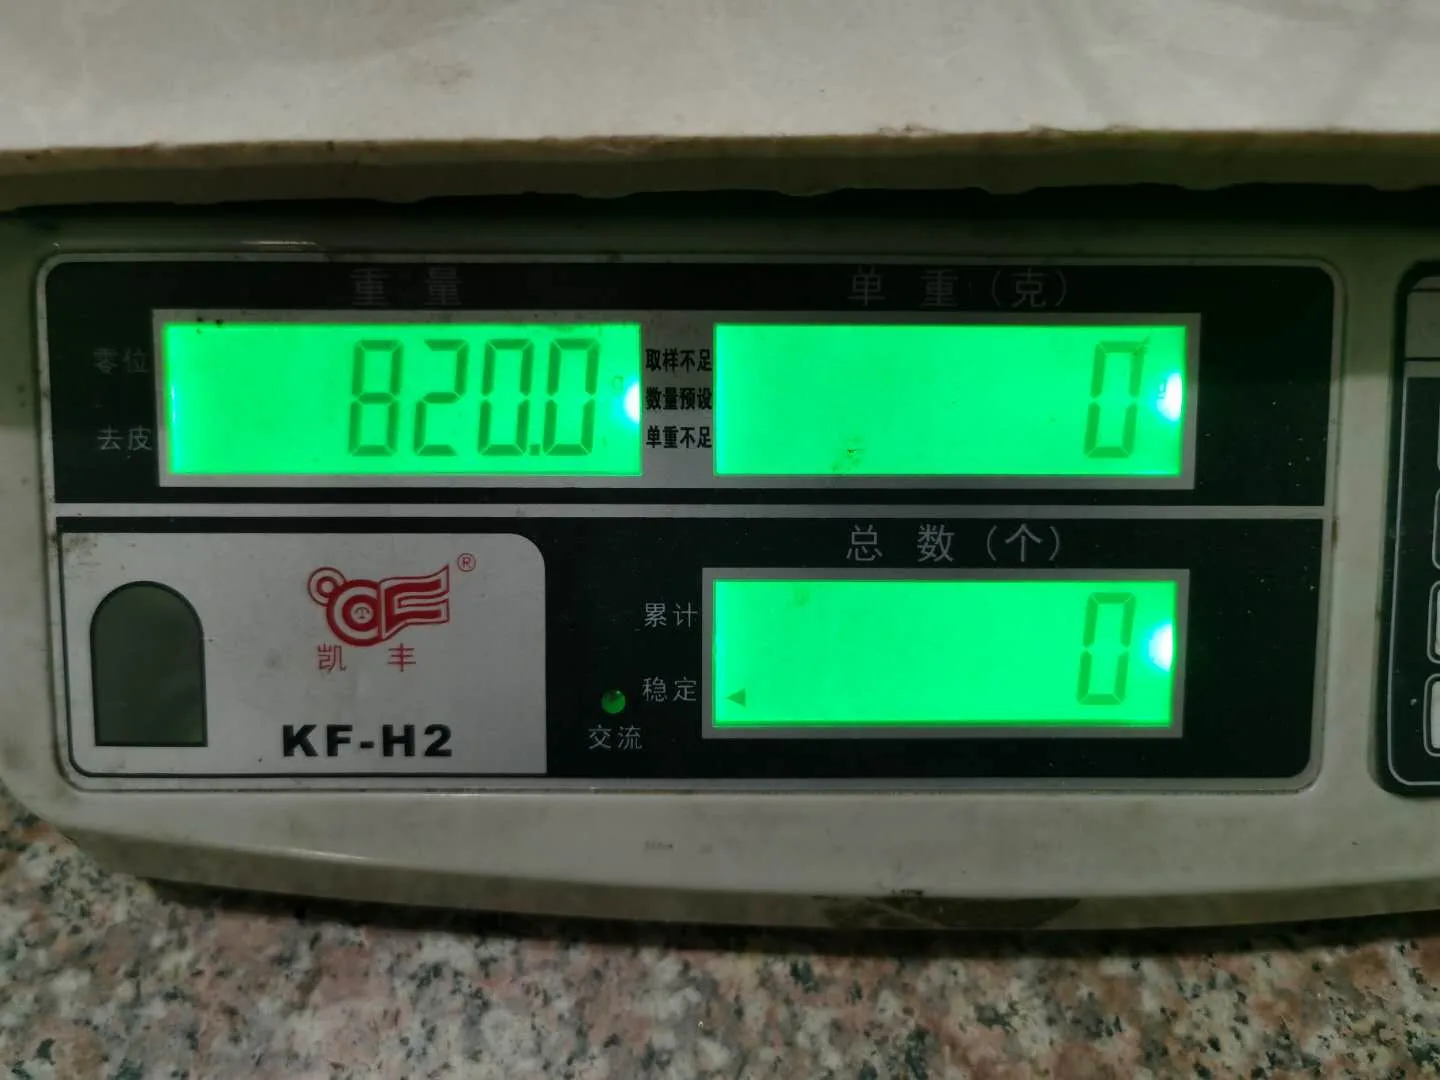 重量
单重(克)
零位
820.0
g
取样不足
0
g
数量预设
去皮
单重不足
总数(个)
®
凯丰
累计
0
稳定
KF-H2
交流